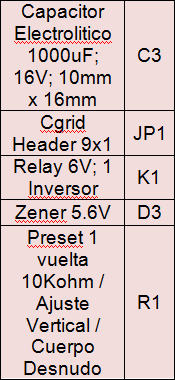 Capacitor
Electrolitico
1000uF;
16V; 10mm
x 16mm
C3
Cgrid
Header 9x1
JP1
Relay 6V; 1
Inversor
K1
Zener 5.6V
D3
Preset 1
vuelta
10Kohm /
Ajuste
Vertical /
Cuerpo
Desnudo
R1